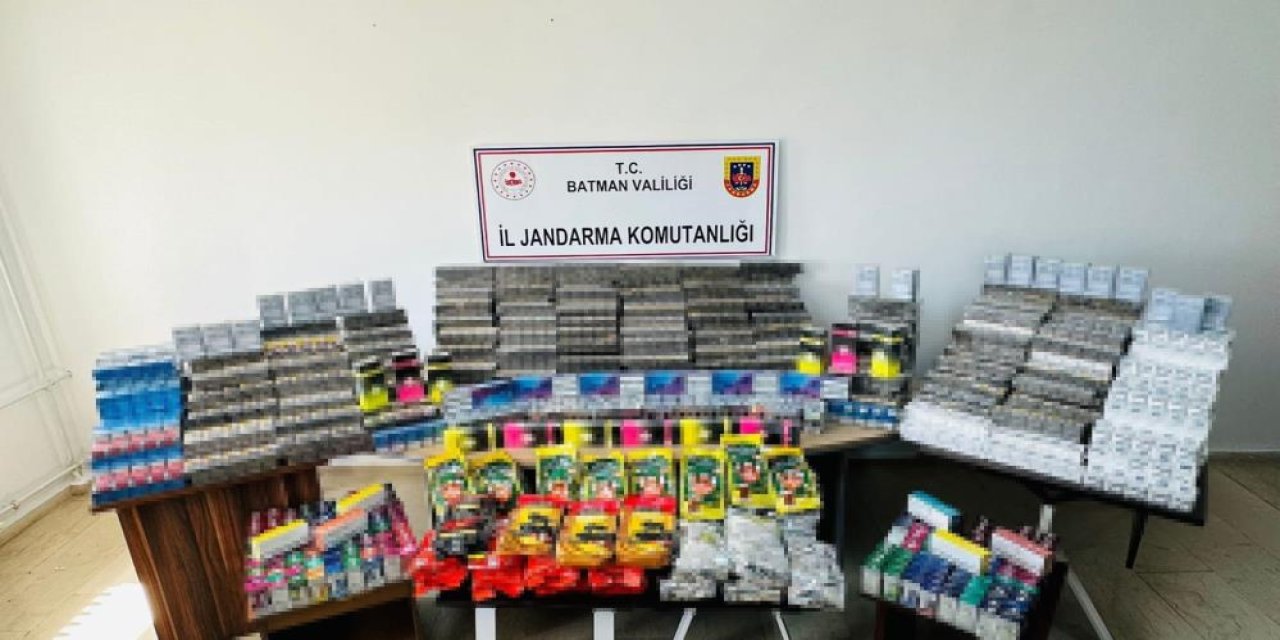 T.C.
BATMAN VALİLİĞİ
İL JANDARMA KOMUTANLIĞI